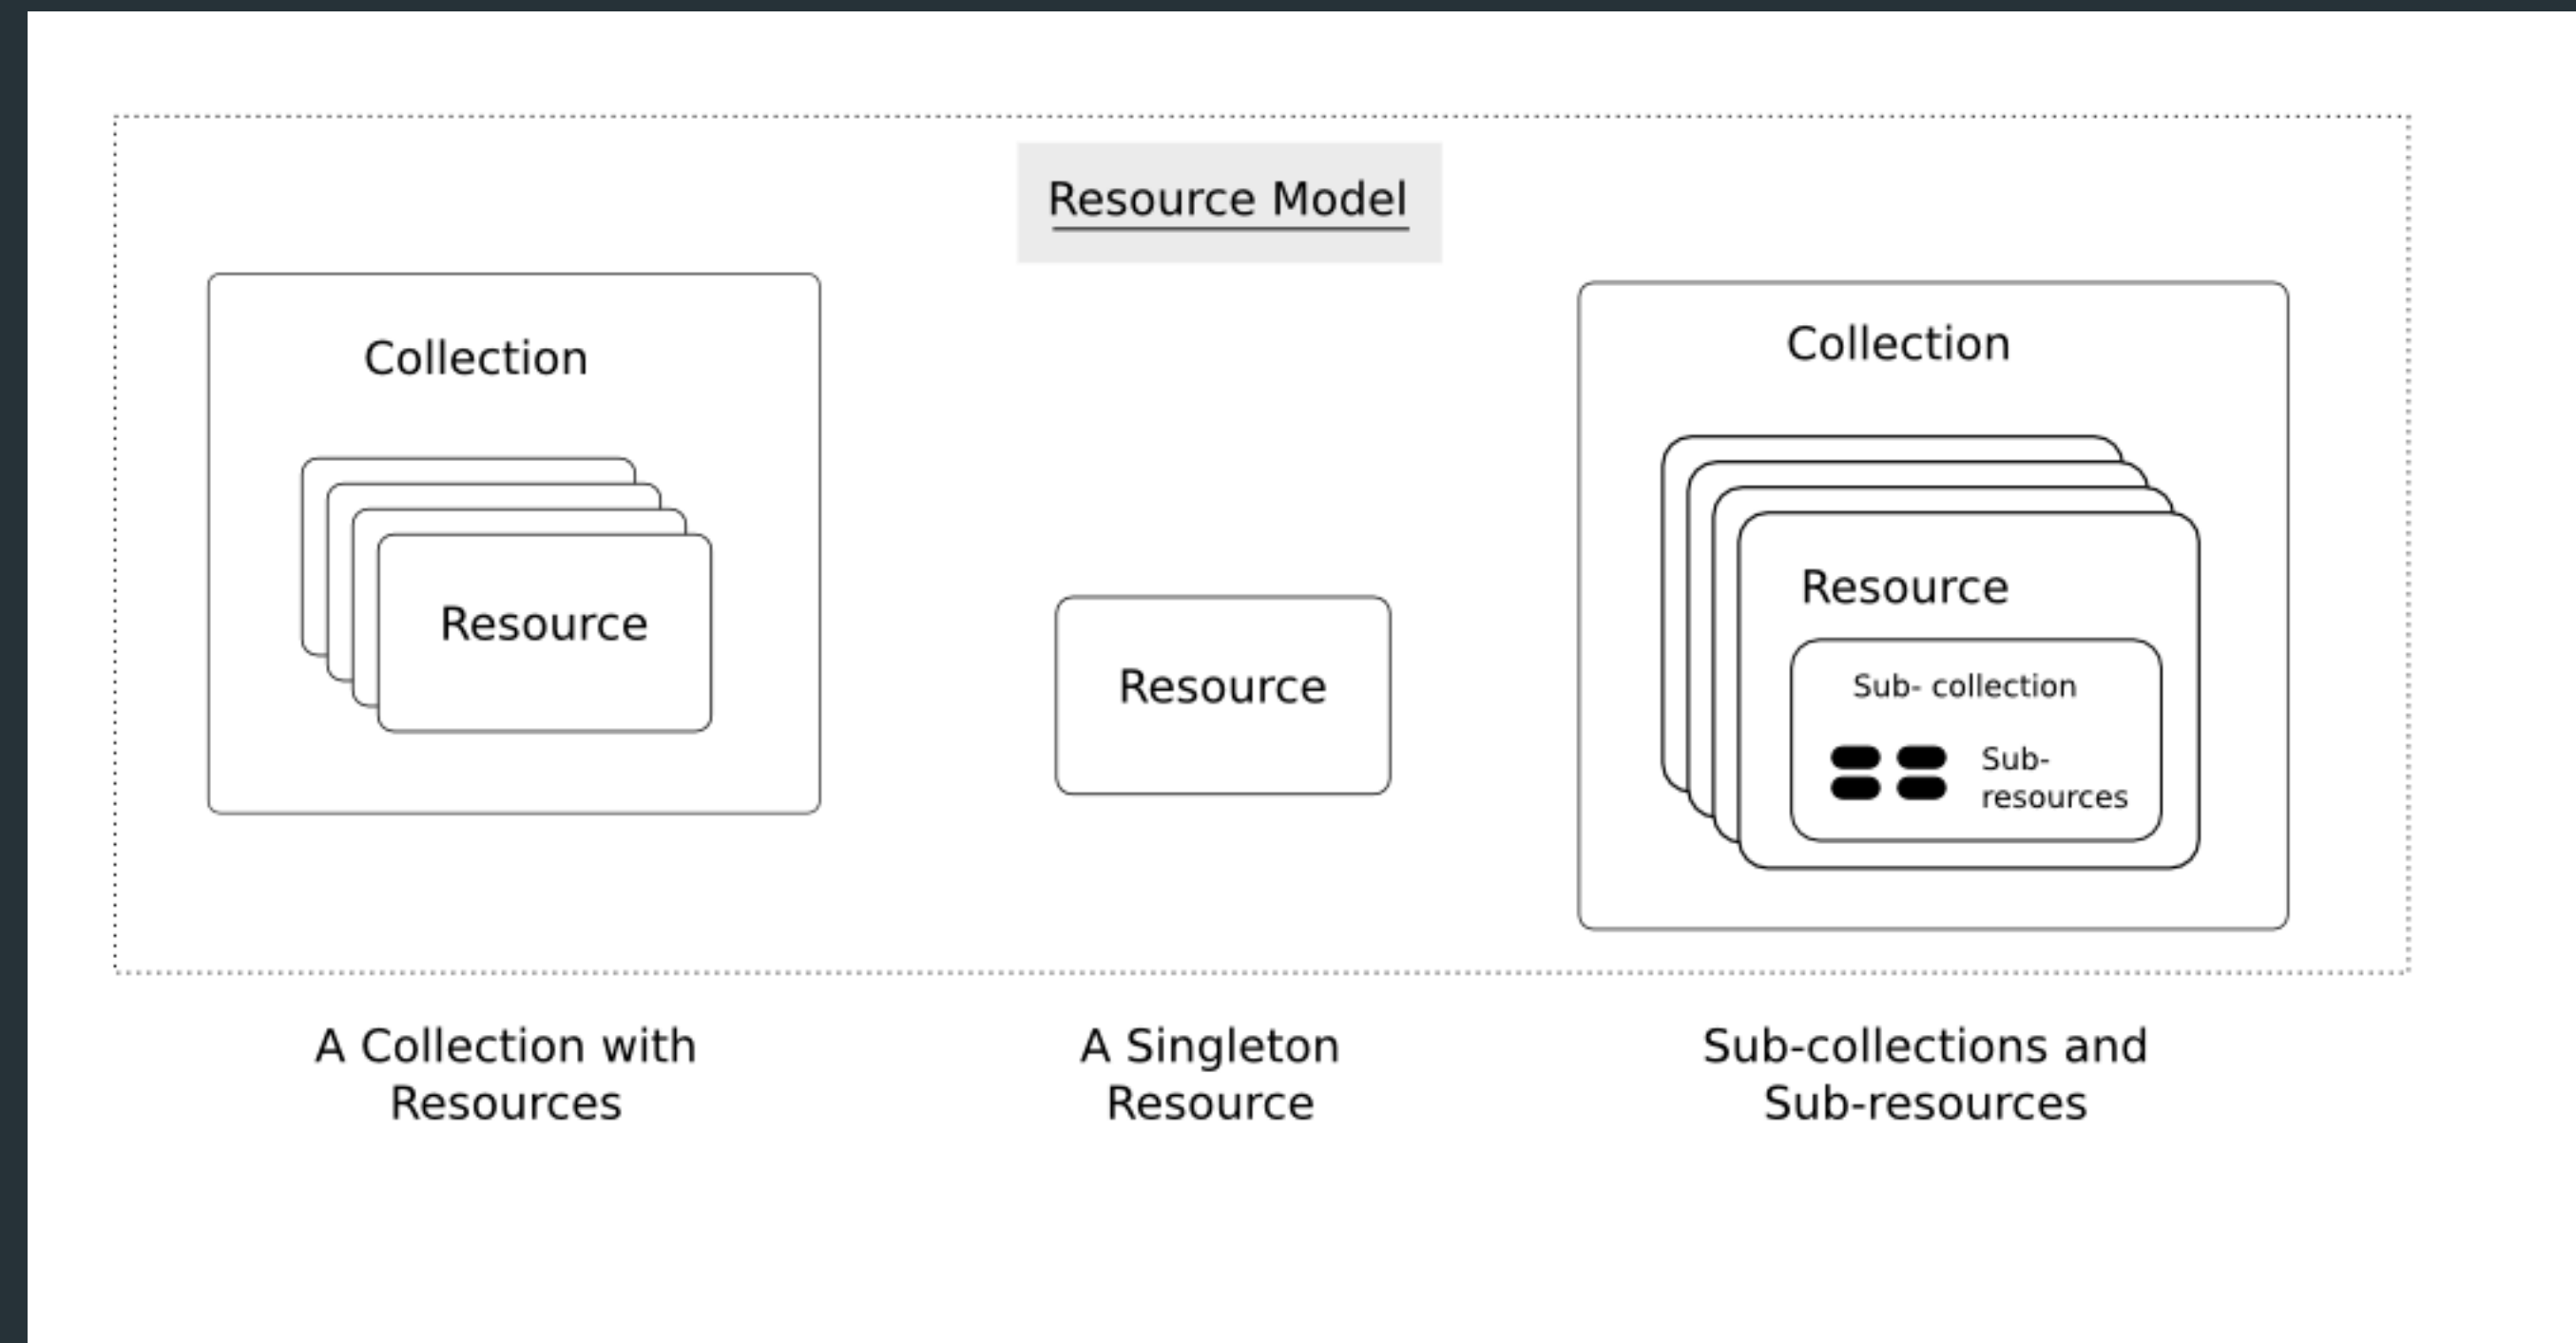 Resource Model
Collection
Resource
Resource
Collection
Resource
Sub- collection
Sub-
resources
A Collection with
Resources
A Singleton
Resource
Sub-collections and
Sub-resources